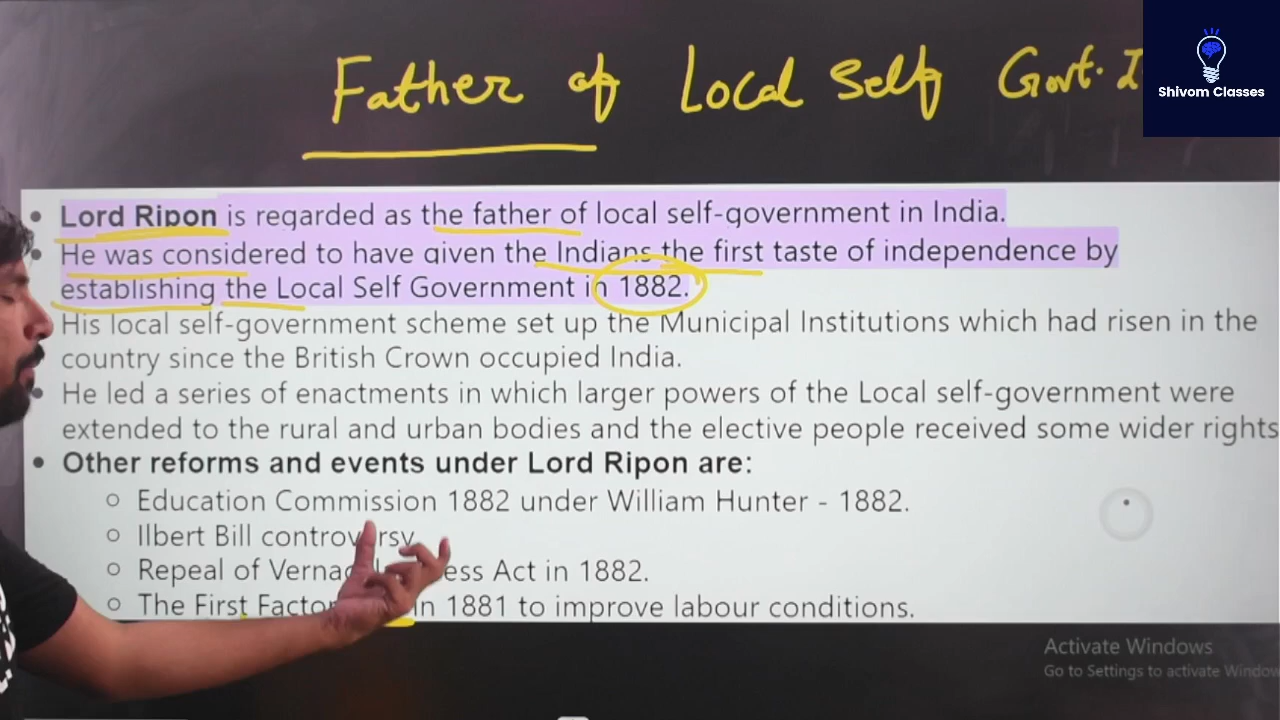 Father of Local Self Govt. I
Shivom Classes
• Lord Ripon is regarded as the father of local self-government in India.
• He was considered to have given the Indians the first taste of independence by
establishing the Local Self Government in 1882.
His local self-government scheme set up the Municipal Institutions which had risen in the
country since the British Crown occupied India.
• He led a series of enactments in which larger powers of the Local self-government were
extended to the rural and urban bodies and the elective people received some wider rights
• Other reforms and events under Lord Ripon are:
○ Education Commission 1882 under William Hunter - 1882.
○ Ilbert Bill controversy
○ Repeal of Act in 1882.
○ The First in 1881 to improve labour conditions.
Activate Windows
Go to Settings to activate Window